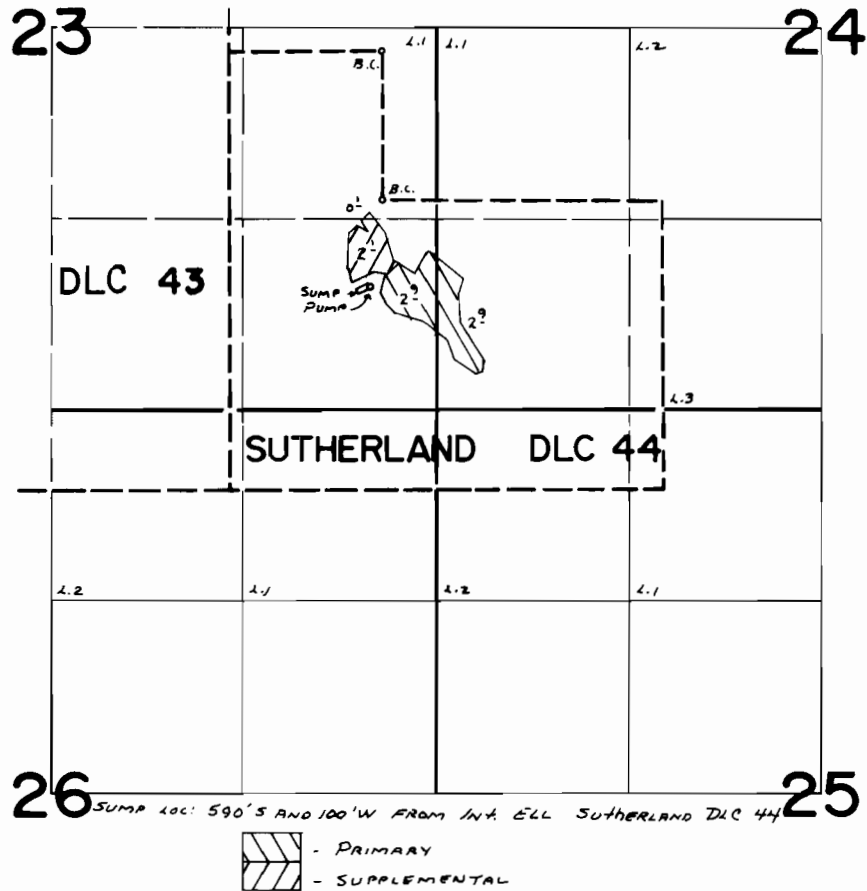 23
24
L.1
L.1
L.2
B.C.
B.C.
0.1
2.1
DLC 43
SUMP
PUMP
2.9
2.9
L.3
SUTHERLAND DLC 44
L.2
L.1
L.2
L.1
26
25
SUMP LOC: 590'S AND 100'W FROM INT. ELL SUTHERLAND DLC 44
- PRIMARY
- SUPPLEMENTAL